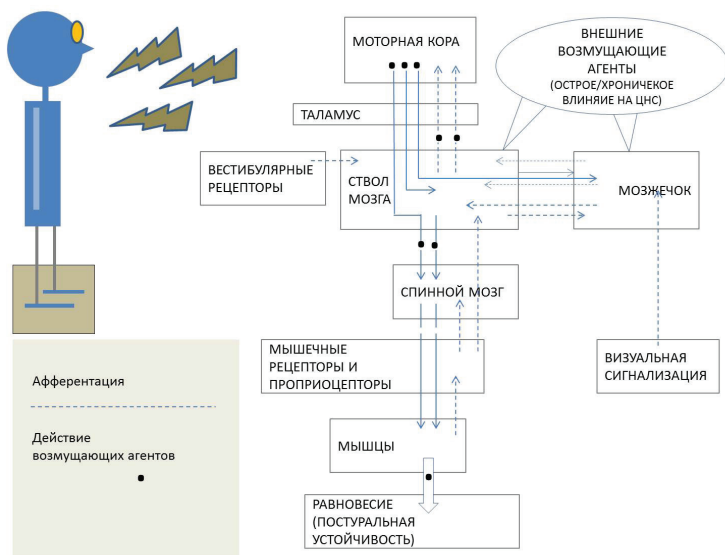 МОТОРНАЯ КОРА
ВНЕШНИЕ
ВОЗМУЩАЮЩИЕ
АГЕНТЫ
(ОСТРОЕ/ХРОНИЧЕКОЕ
ВЛИНЯИЕ НА ЦНС)
ТАЛАМУС
ВЕСТИБУЛЯРНЫЕ
РЕЦЕПТОРЫ
СТВОЛ
МОЗГА
МОЗЖЕЧОК
СПИННОЙ МОЗГ
МЫШЕЧНЫЕ
РЕЦЕПТОРЫ И
ПРОПРИОЦЕПТОРЫ
ВИЗУАЛЬНАЯ
СИГНАЛИЗАЦИЯ
Афферентация
Действие
возмущающих агентов
МЫШЦЫ
РАВНОВЕСИЕ
(ПОСТУРАЛЬНАЯ
УСТОЙЧИВОСТЬ)